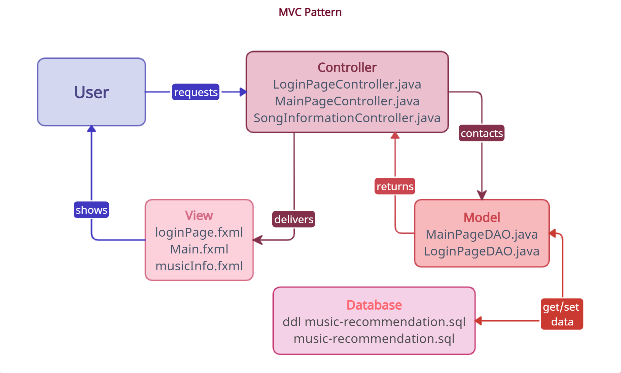 MVC Pattern
User
requests
Controller
LoginPageController.java
MainPageController.java
SongInformationController.java
contacts
returns
shows
View
loginPage.fxml
Main.fxml
musicInfo.fxml
delivers
Model
MainPageDAO.java
LoginPageDAO.java
Database
ddl music-recommendation.sql
music-recommendation.sql
get/set
data